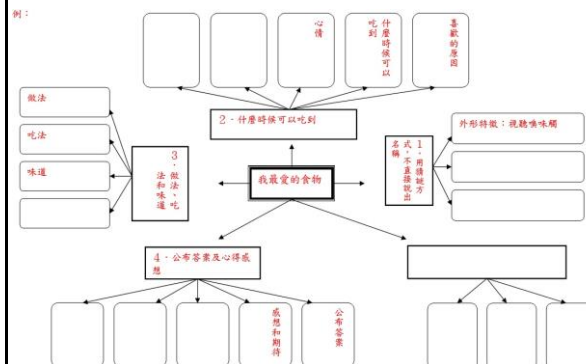 例：
喜歡的原因
什麼時候可以
吃到
心情
2．什麼時候可以吃到
做法
吃法
味道
3．做法、吃
法和味道
我最愛的食物
1．用猜謎方
式，不直接說出
名稱
外形特徵：視聽嗅味觸
4．公布答案及心得感
想
公布答案
感想和期待